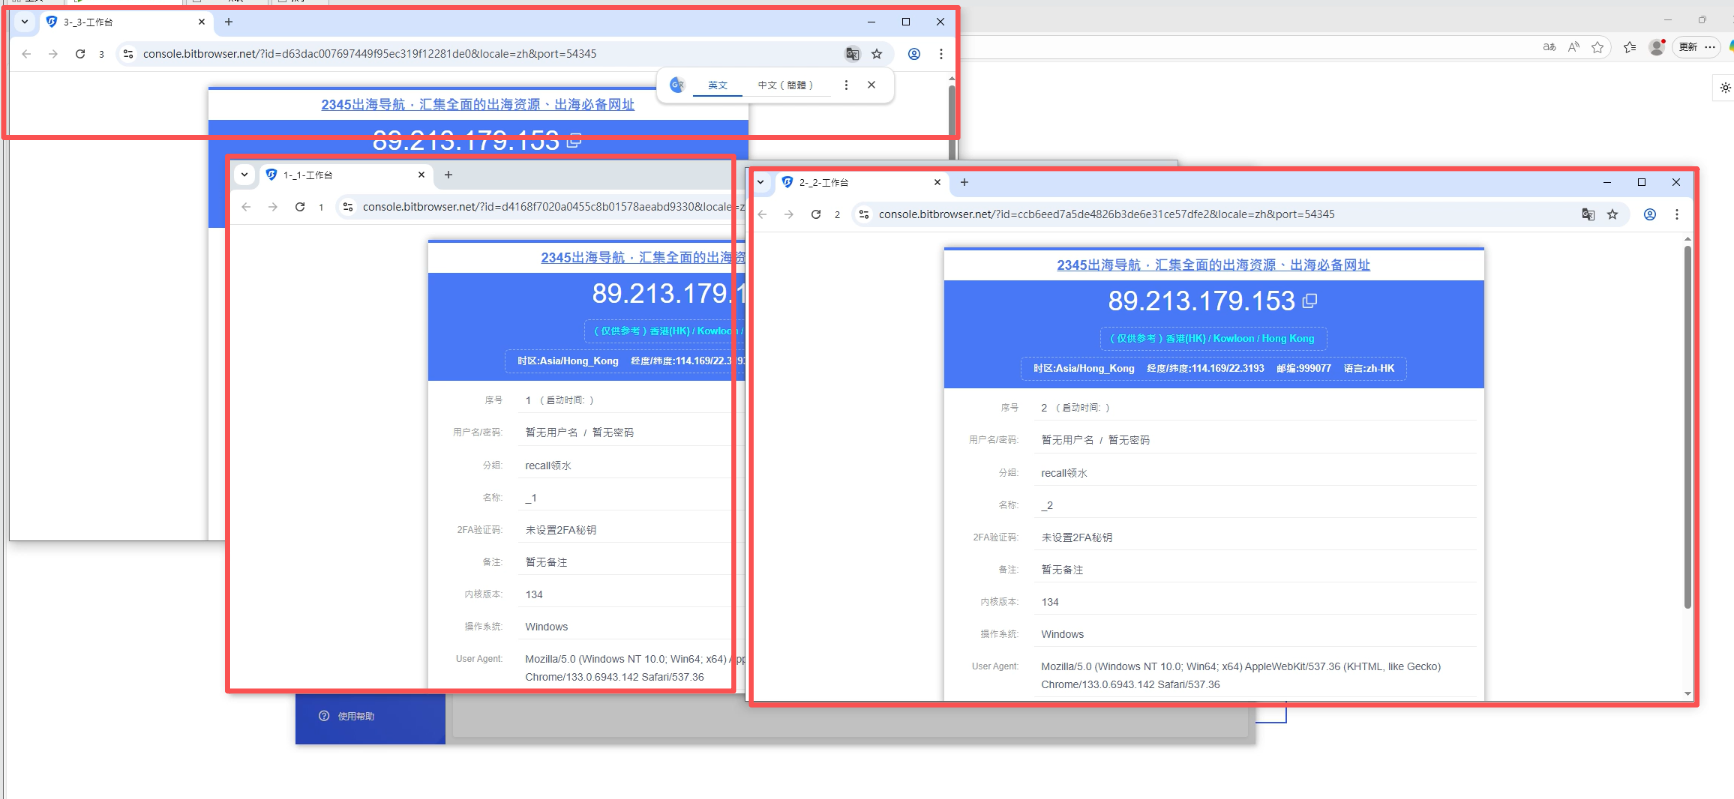 3-_3-工作台
更新
3
console.bitbrowser.net/?id=d63dac007697449f95ec319f12281de0&locale=zh&port=54345
英文
中文（簡體）
2345出海导航·汇集全面的出海资源、出海必备网址
89.213.179.153
1-_1-工作台
1
console.bitbrowser.net/?id=d4168f7020a0455c8b01578aeabd9330&locale=z
2345出海导航·汇集全面的出海资
89.213.179.1
（仅供参考）香港(HK) / Kowloon /
时区:Asia/Hong_Kong 经度/纬度:114.169/22.3193
序号 1 （启动时间: ）
用户名/密码: 暂无用户名 / 暂无密码
分组: recall领水
名称: _1
2FA验证码: 未设置2FA秘钥
备注: 暂无备注
内核版本: 134
操作系统: Windows
User Agent: Mozilla/5.0 (Windows NT 10.0; Win64; x64) App
Chrome/133.0.6943.142 Safari/537.36
2-_2-工作台
2
console.bitbrowser.net/?id=ccb6eed7a5de4826b3de6e31ce57dfe2&locale=zh&port=54345
2345出海导航·汇集全面的出海资源、出海必备网址
89.213.179.153
（仅供参考）香港(HK) / Kowloon / Hong Kong
时区:Asia/Hong_Kong 经度/纬度:114.169/22.3193 邮编:999077 语言:zh-HK
序号 2 （启动时间: ）
用户名/密码: 暂无用户名 / 暂无密码
分组: recall领水
名称: _2
2FA验证码: 未设置2FA秘钥
备注: 暂无备注
内核版本: 134
操作系统: Windows
User Agent: Mozilla/5.0 (Windows NT 10.0; Win64; x64) AppleWebKit/537.36 (KHTML, like Gecko)
Chrome/133.0.6943.142 Safari/537.36
使用帮助